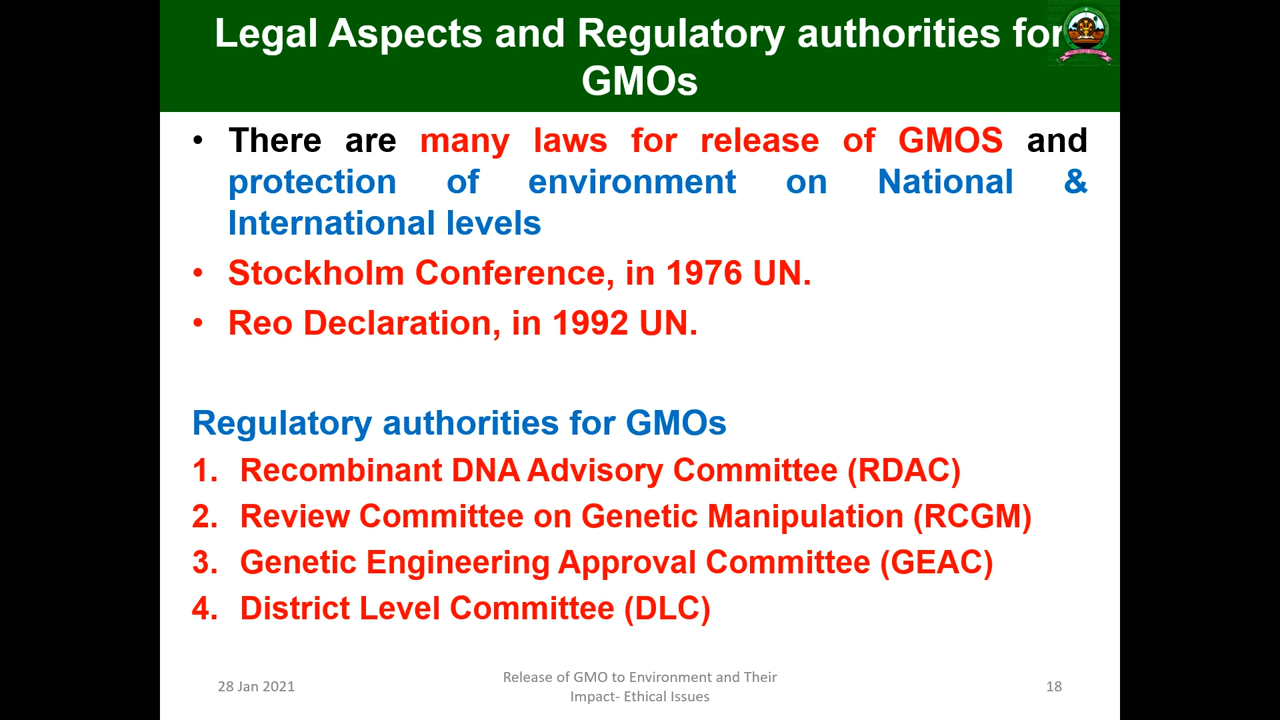 Legal Aspects and Regulatory authorities for
GMOs
• There are many laws for release of GMOS and
protection of environment on National &
International levels
• Stockholm Conference, in 1976 UN.
• Reo Declaration, in 1992 UN.
Regulatory authorities for GMOs
1. Recombinant DNA Advisory Committee (RDAC)
2. Review Committee on Genetic Manipulation (RCGM)
3. Genetic Engineering Approval Committee (GEAC)
4. District Level Committee (DLC)
28 Jan 2021
Release of GMO to Environment and Their
Impact- Ethical Issues
18